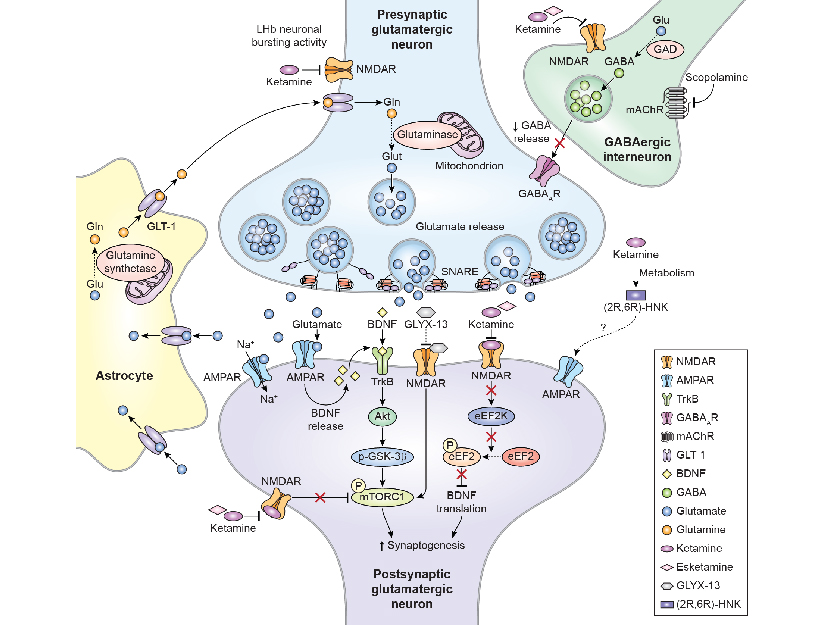 Presynaptic
glutamatergic
neuron
LHb neuronal
bursting activity
Ketamine
NMDAR
Gln
Glutaminase
Mitochondrion
Glut
Glutamate release
SNARE
Ketamine
NMDAR
GABA
Glu
GAD
Scopolamine
mAChR
GABAergic
interneuron
↓ GABA
release
GABAAR
GLT-1
Gln
Glutamine
synthetase
Glu
Astrocyte
Ketamine
Metabolism
(2R,6R)-HNK
?
AMPAR
Glutamate
BDNF
GLYX-13
Ketamine
Na+
AMPAR
Na+
AMPAR
BDNF
release
TrkB
NMDAR
NMDAR
Akt
eEF2K
p-GSK-3β
P
eEF2
eEF2
P
mTORC1
BDNF
translation
NMDAR
Ketamine
↑ Synaptogenesis
Postsynaptic
glutamatergic
neuron
NMDAR
AMPAR
TrkB
GABAAR
mAChR
GLT 1
BDNF
GABA
Glutamate
Glutamine
Ketamine
Esketamine
GLYX-13
(2R,6R)-HNK